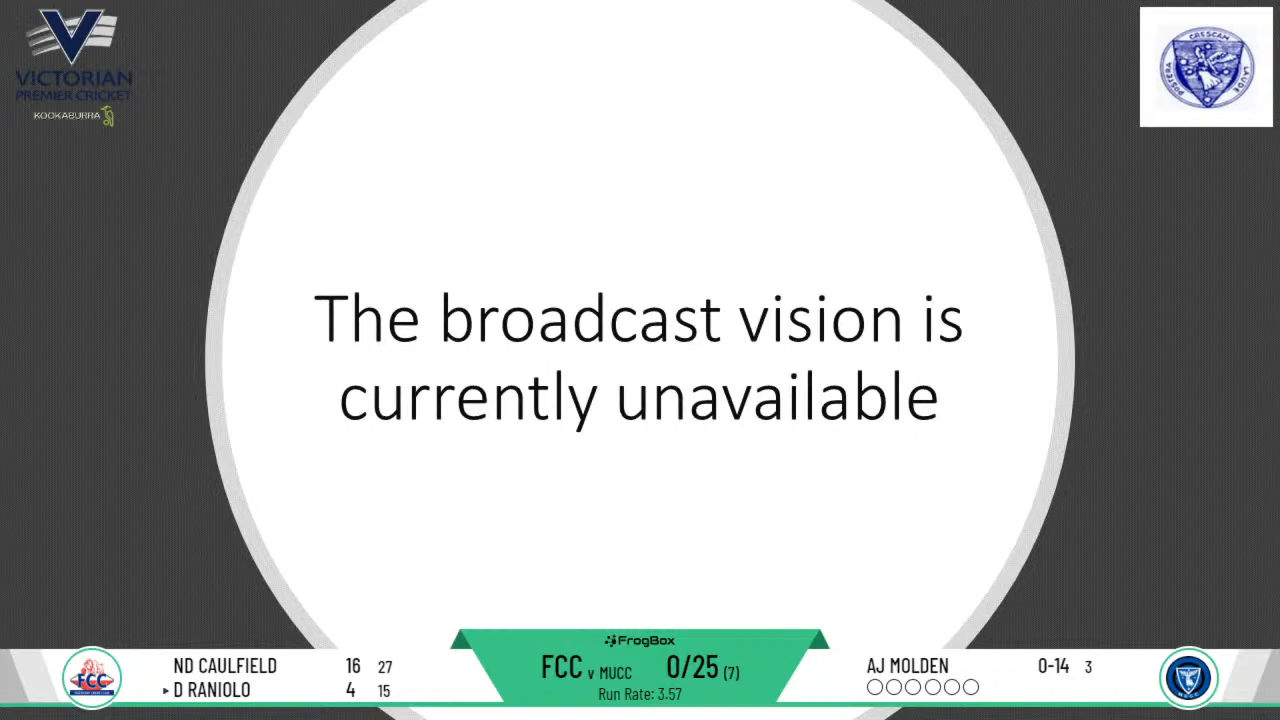 VICTORIAN
PREMIER CRICKET
KOOKABURRA
CRESCAM
POSTERA
LAUDE
The broadcast vision is
currently unavailable
FrogBox
ND CAULFIELD 16 27
▸ D RANIOLO 4 15
FCC
FCC v MUCC 0/25 (7)
Run Rate: 3.57
AJ MOLDEN 0-14 3